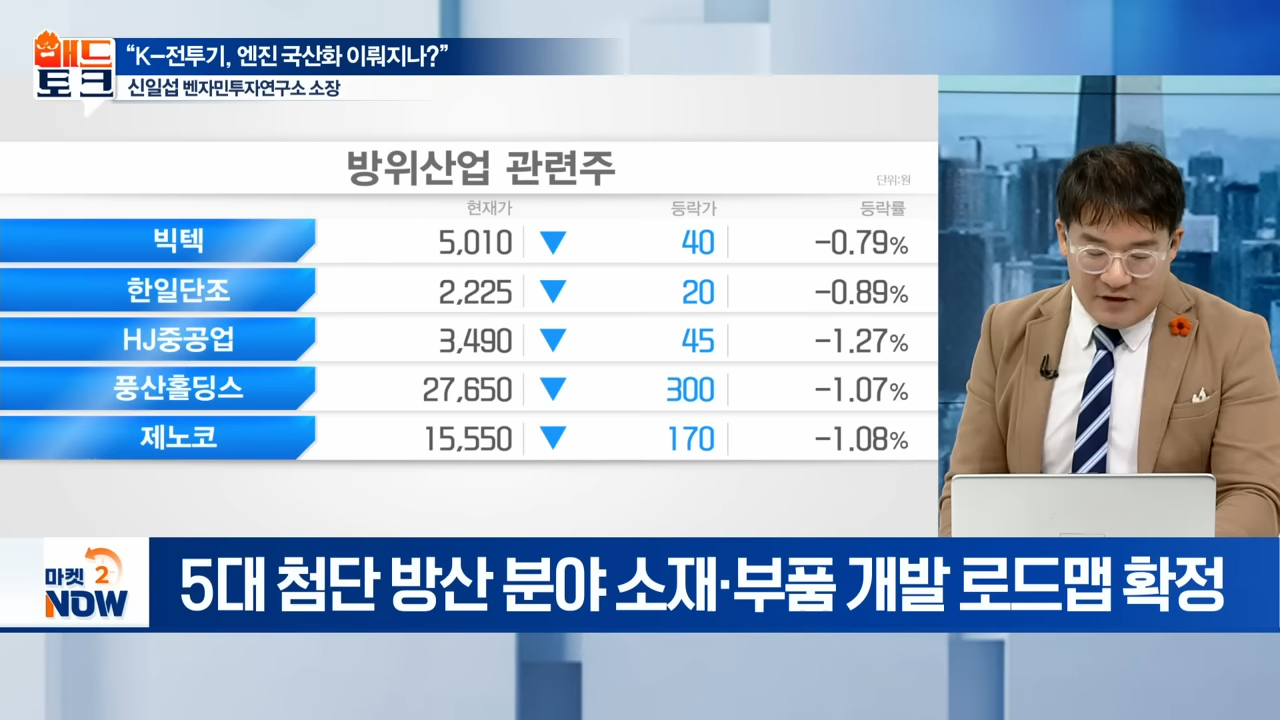 매드
토크
“K-전투기, 엔진 국산화 이뤄지나?”
신일섭 벤자민투자연구소 소장
방위산업 관련주
단위:원
현재가 등락가 등락률
빅텍 5,010 ▼ 40 -0.79%
한일단조 2,225 ▼ 20 -0.89%
HJ중공업 3,490 ▼ 45 -1.27%
풍산홀딩스 27,650 ▼ 300 -1.07%
제노코 15,550 ▼ 170 -1.08%
마켓 2
NOW
5대 첨단 방산 분야 소재·부품 개발 로드맵 확정